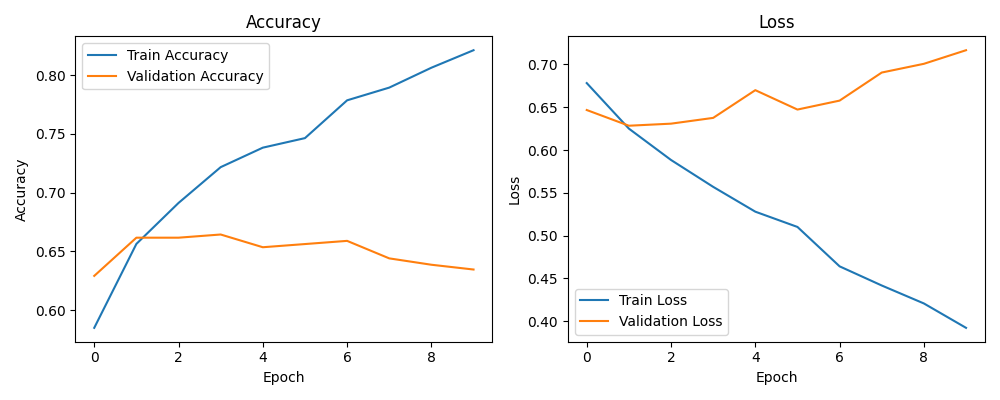 Accuracy
Train Accuracy
Validation Accuracy
0.80
0.75
0.70
0.65
0.60
Accuracy
0 2 4 6 8
Epoch
Loss
0.70
0.65
0.60
0.55
0.50
0.45
0.40
Loss
Train Loss
Validation Loss
0 2 4 6 8
Epoch